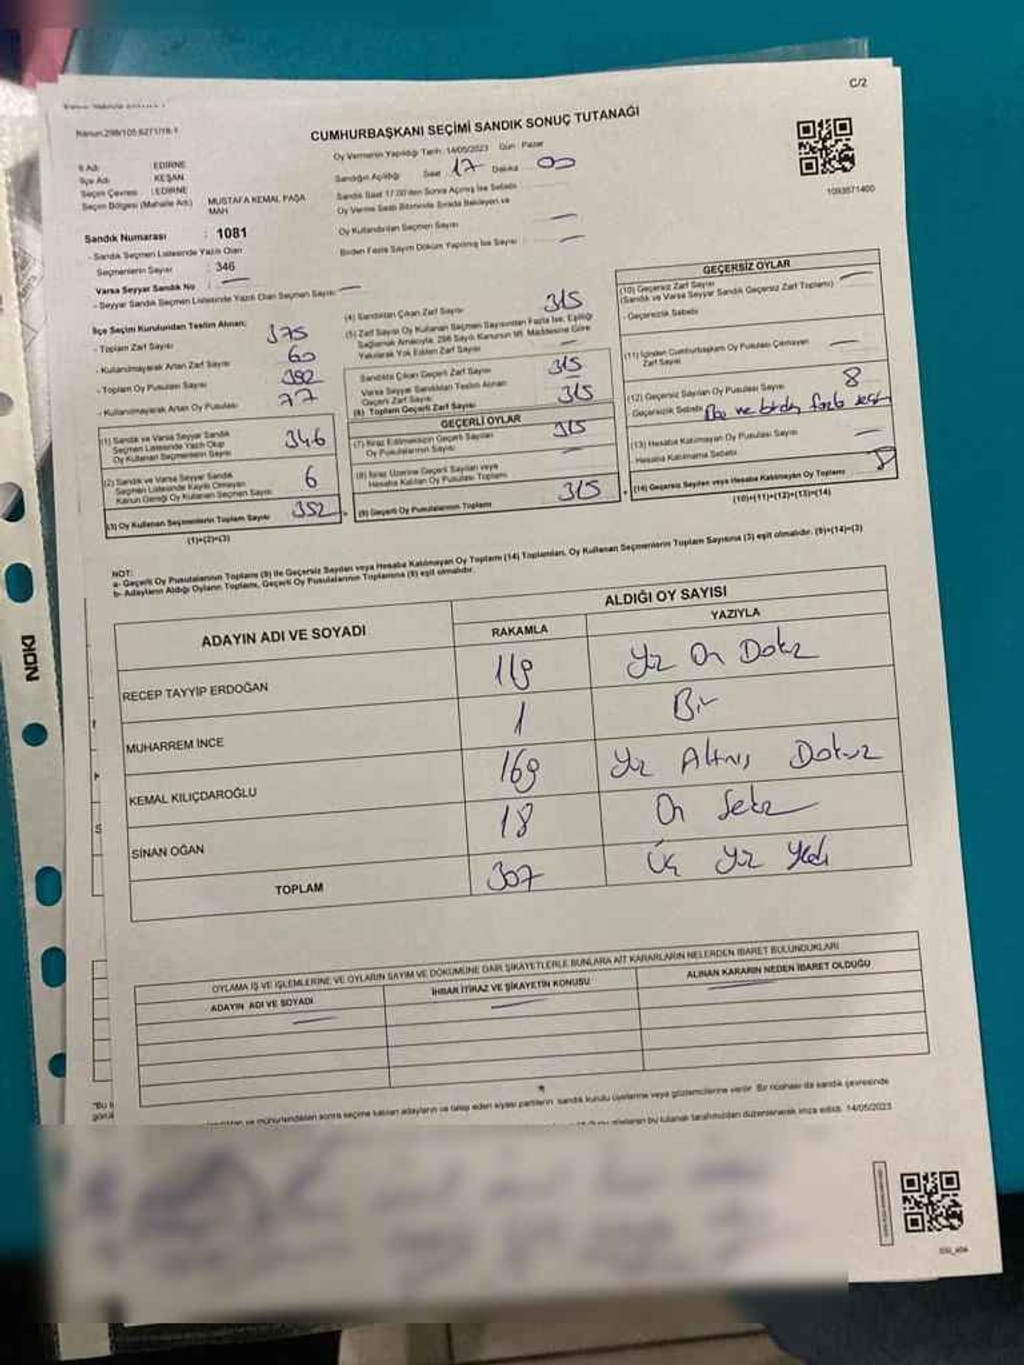 C/2
CUMHURBAŞKANI SEÇİMİ SANDIK SONUÇ TUTANAĞI
Oy Vermenin Yapıldığı Tarih: 14/05/2023 Gün: Pazar
Sandığın Açıldığı Saat 17 Dakika 00
Sandık Saat 17:00'den Sonra Açılmış İse Sebebi
Oy Verme Saati Bitiminde Sırada Bekleyen ve
Oy Kullandırılan Seçmen Sayısı
Birden Fazla Sayım Döküm Yapılmış İse Sayısı :
1093571400
İl Adı: EDİRNE
İlçe Adı: KEŞAN
Seçim Çevresi : EDİRNE
Seçim Bölgesi (Mahalle Adı) MUSTAFA KEMAL PAŞA MAH
Sandık Numarası : 1081
- Sandık Seçmen Listesinde Yazılı Olan
Seçmenlerin Sayısı : 346
Varsa Seyyar Sandık No :
- Seyyar Sandık Seçmen Listesinde Yazılı Olan Seçmen Sayısı:
İlçe Seçim Kurulundan Teslim Alınan;
- Toplam Zarf Sayısı 375
- Kullanılmayarak Artan Zarf Sayısı 60
- Toplam Oy Pusulası Sayısı 392
- Kullanılmayarak Artan Oy Pusulası 77
(1) Sandık ve Varsa Seyyar Sandık
Seçmen Listesinde Yazılı Olup
Oy Kullanan Seçmenlerin Sayısı 346
(2) Sandık ve Varsa Seyyar Sandık
Seçmen Listesinde Kayıtlı Olmayan
Kanun Gereği Oy Kullanan Seçmen Sayısı 6
(3) Oy Kullanan Seçmenlerin Toplam Sayısı 352
(1)+(2)=(3)
(4) Sandıktan Çıkan Zarf Sayısı 315
(5) Zarf Sayısı Oy Kullanan Seçmen Sayısından Fazla İse, Eşitliği
Sağlamak Amacıyla, 298 Sayılı Kanunun 98. Maddesine Göre
Yakılarak Yok Edilen Zarf Sayısı
Sandıkta Çıkan Geçerli Zarf Sayısı 315
Varsa Seyyar Sandıktan Teslim Alınan
Geçerli Zarf Sayısı
(6) Toplam Geçerli Zarf Sayısı 315
GEÇERLİ OYLAR
(7) İtiraz Edilmeksizin Geçerli Sayılan
Oy Pusulalarının Sayısı 315
(8) İtiraz Üzerine Geçerli Sayılan veya
Hesaba Katılan Oy Pusulası Toplamı
(9) Geçerli Oy Pusulalarının Toplamı 315
GEÇERSİZ OYLAR
(10) Geçersiz Zarf Sayısı
(Sandık ve Varsa Seyyar Sandık Geçersiz Zarf Toplamı)
- Geçersizlik Sebebi
(11) İçinden Cumhurbaşkanı Oy Pusulası Çıkmayan
Zarf Sayısı
(12) Geçersiz Sayılan Oy Pusulası Sayısı 8
Geçersizlik Sebebi
(13) Hesaba Katılmayan Oy Pusulası Sayısı
Hesaba Katılmama Sebebi
(14) Geçersiz Sayılan veya Hesaba Katılmayan Oy Toplamı 8
(10)+(11)+(12)+(13)=(14)
NOT:
a- Geçerli Oy Pusulalarının Toplamı (9) ile Geçersiz Sayılan veya Hesaba Katılmayan Oy Toplamı (14) Toplamları, Oy Kullanan Seçmenlerin Toplam Sayısına (3) eşit olmalıdır. (9)+(14)=(3)
b- Adayların Aldığı Oyların Toplamı, Geçerli Oy Pusulalarının Toplamına (9) eşit olmalıdır.
ADAYIN ADI VE SOYADI
ALDIĞI OY SAYISI
RAKAMLA YAZIYLA
RECEP TAYYİP ERDOĞAN 119 Yüz On Dokuz
MUHARREM İNCE 1 Bir
KEMAL KILIÇDAROĞLU 169 Yüz Altmış Dokuz
SİNAN OĞAN 18 On Sekiz
TOPLAM 307 Üç Yüz Yedi
OYLAMA İŞ VE İŞLEMLERİNE VE OYLARIN SAYIM VE DÖKÜMÜNE DAİR ŞİKAYETLERLE BUNLARA AİT KARARLARIN NELERDEN İBARET BULUNDUKLARI
ADAYIN ADI VE SOYADI İHBAR İTİRAZ VE ŞİKAYETİN KONUSU ALINAN KARARIN NEDEN İBARET OLDUĞU
sonra seçime katılan adayların ve talep eden siyasi partilerin sandık kurulu üyelerine veya gözlemcilerine verilir. Bir nüshası da sandık çevresinde
bu tutanak tarafımızdan düzenlenerek imza edildi. 14/05/2023
NOKI